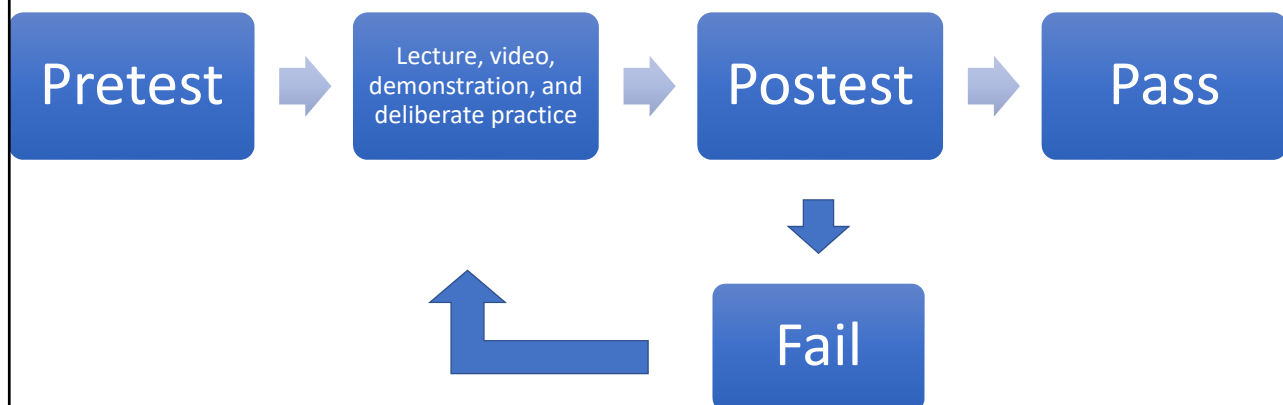 Pretest
Lecture, video,
demonstration, and
deliberate practice
Postest
Pass
Fail